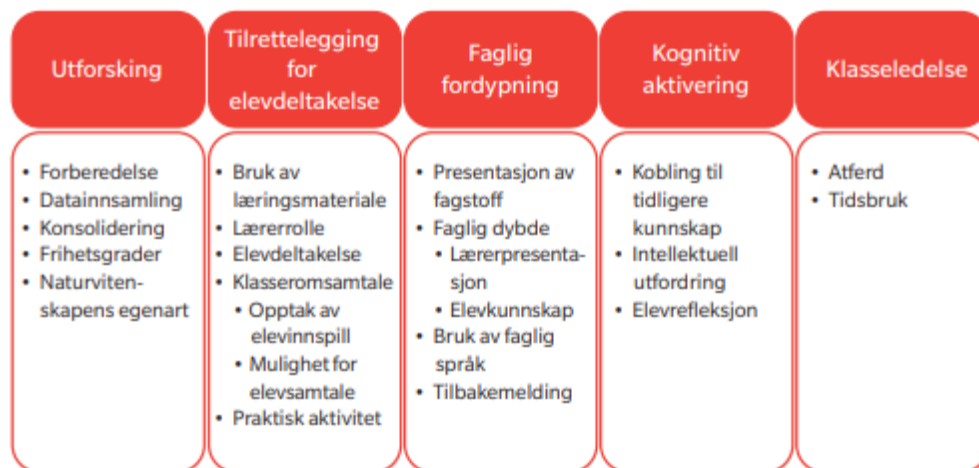 Utforsking
Tilrettelegging
for
elevdeltakelse
Faglig
fordypning
Kognitiv
aktivering
Klasseledelse
• Forberedelse
• Datainnsamling
• Konsolidering
• Frihetsgrader
• Naturviten-
skapens egenart
• Bruk av
læringsmateriale
• Lærerrolle
• Elevdeltakelse
• Klasseromsamtale
• Opptak av
elevinnspill
• Mulighet for
elevsamtale
• Praktisk aktivitet
• Presentasjon av
fagstoff
• Faglig dybde
• Lærerpresenta-
sjon
• Elevkunnskap
• Bruk av faglig
språk
• Tilbakemelding
• Kobling til
tidligere
kunnskap
• Intellektuell
utfordring
• Elevrefleksjon
• Atferd
• Tidsbruk